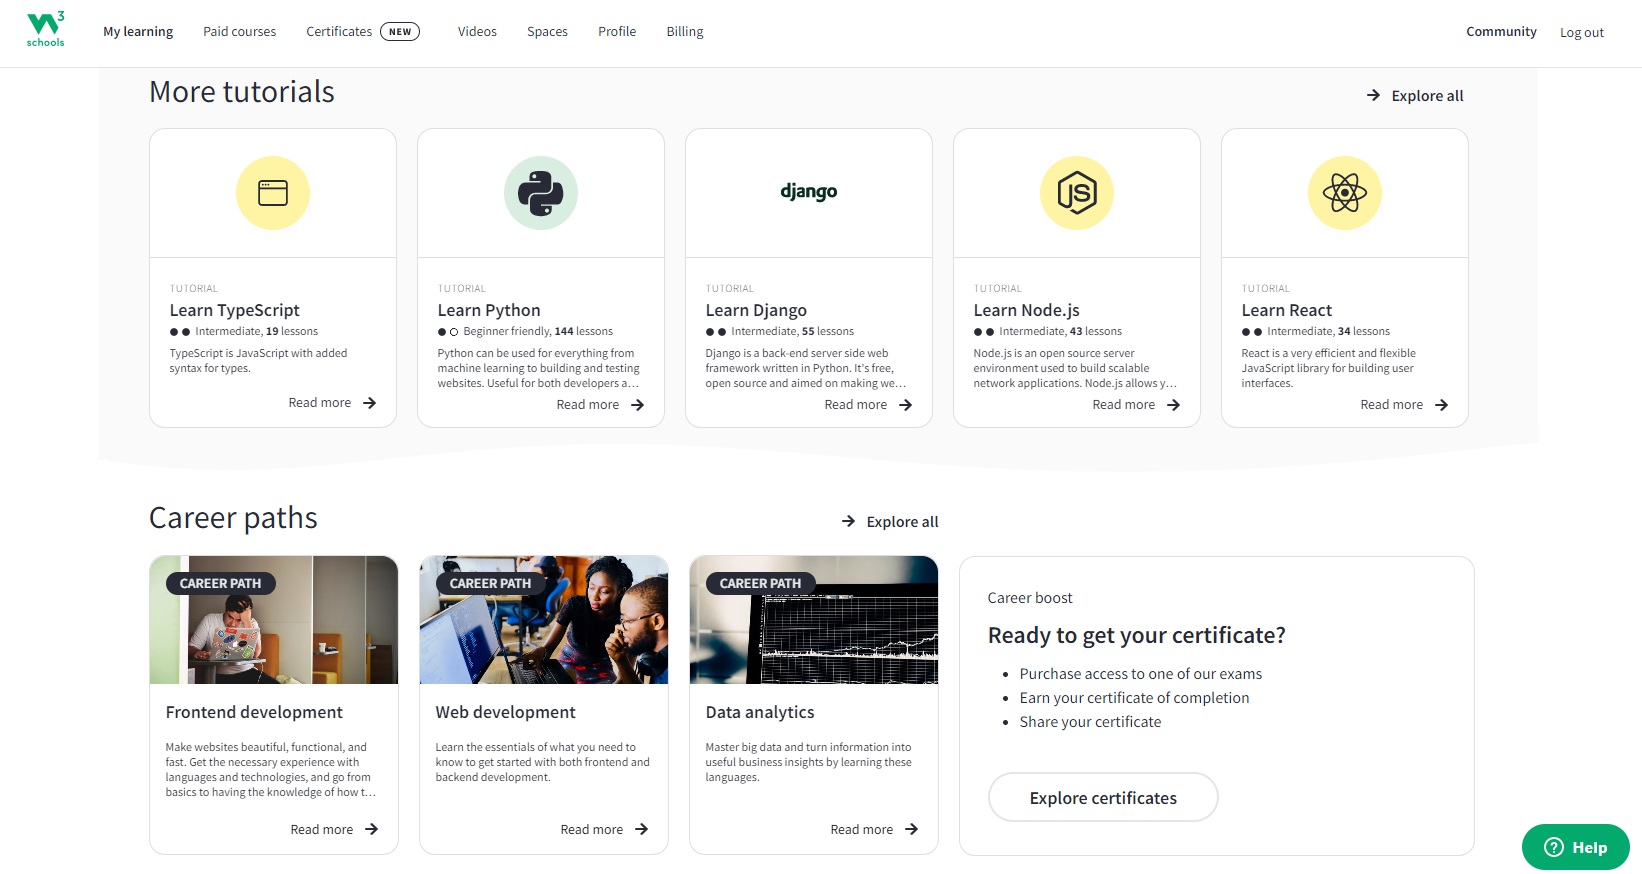 W3
schools
My learning
Paid courses
Certificates NEW
Videos
Spaces
Profile
Billing
Community
Log out
More tutorials
Explore all
django
JS
TUTORIAL
Learn TypeScript
Intermediate, 19 lessons
TypeScript is JavaScript with added
syntax for types.
Read more
TUTORIAL
Learn Python
Beginner friendly, 144 lessons
Python can be used for everything from
machine learning to building and testing
websites. Useful for both developers a…
Read more
TUTORIAL
Learn Django
Intermediate, 55 lessons
Django is a back-end server side web
framework written in Python. It's free,
open source and aimed on making we…
Read more
TUTORIAL
Learn Node.js
Intermediate, 43 lessons
Node.js is an open source server
environment used to build scalable
network applications. Node.js allows y…
Read more
TUTORIAL
Learn React
Intermediate, 34 lessons
React is a very efficient and flexible
JavaScript library for building user
interfaces.
Read more
Career paths
Explore all
CAREER PATH
Frontend development
Make websites beautiful, functional, and
fast. Get the necessary experience with
languages and technologies, and go from
basics to having the knowledge of how t…
Read more
CAREER PATH
Web development
Learn the essentials of what you need to
know to get started with both frontend and
backend development.
Read more
CAREER PATH
Data analytics
Master big data and turn information into
useful business insights by learning these
languages.
Read more
Career boost
Ready to get your certificate?
• Purchase access to one of our exams
• Earn your certificate of completion
• Share your certificate
Explore certificates
? Help